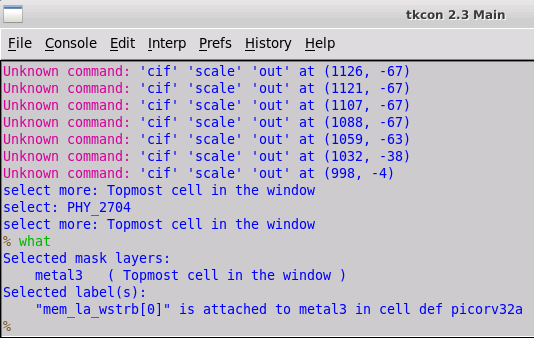 tkcon 2.3 Main
File Console Edit Interp Prefs History Help
Unknown command: 'cif' 'scale' 'out' at (1126, -67)
Unknown command: 'cif' 'scale' 'out' at (1121, -67)
Unknown command: 'cif' 'scale' 'out' at (1107, -67)
Unknown command: 'cif' 'scale' 'out' at (1088, -67)
Unknown command: 'cif' 'scale' 'out' at (1059, -63)
Unknown command: 'cif' 'scale' 'out' at (1032, -38)
Unknown command: 'cif' 'scale' 'out' at (998, -4)
select more: Topmost cell in the window
select: PHY_2704
select more: Topmost cell in the window
% what
Selected mask layers:
    metal3   ( Topmost cell in the window )
Selected label(s):
    "mem_la_wstrb[0]" is attached to metal3 in cell def picorv32a
%